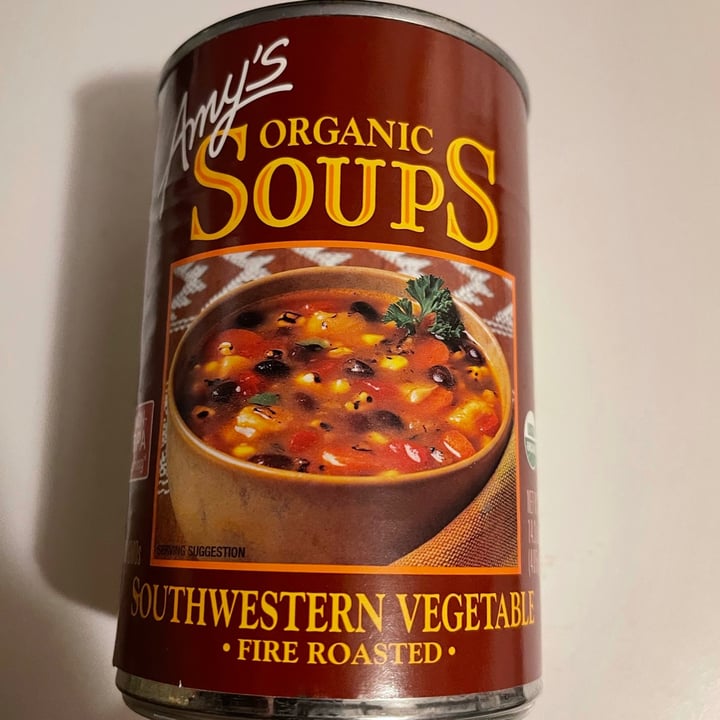 Amy's
ORGANIC
SOUPS
SERVING SUGGESTION
SOUTHWESTERN VEGETABLE
• FIRE ROASTED •